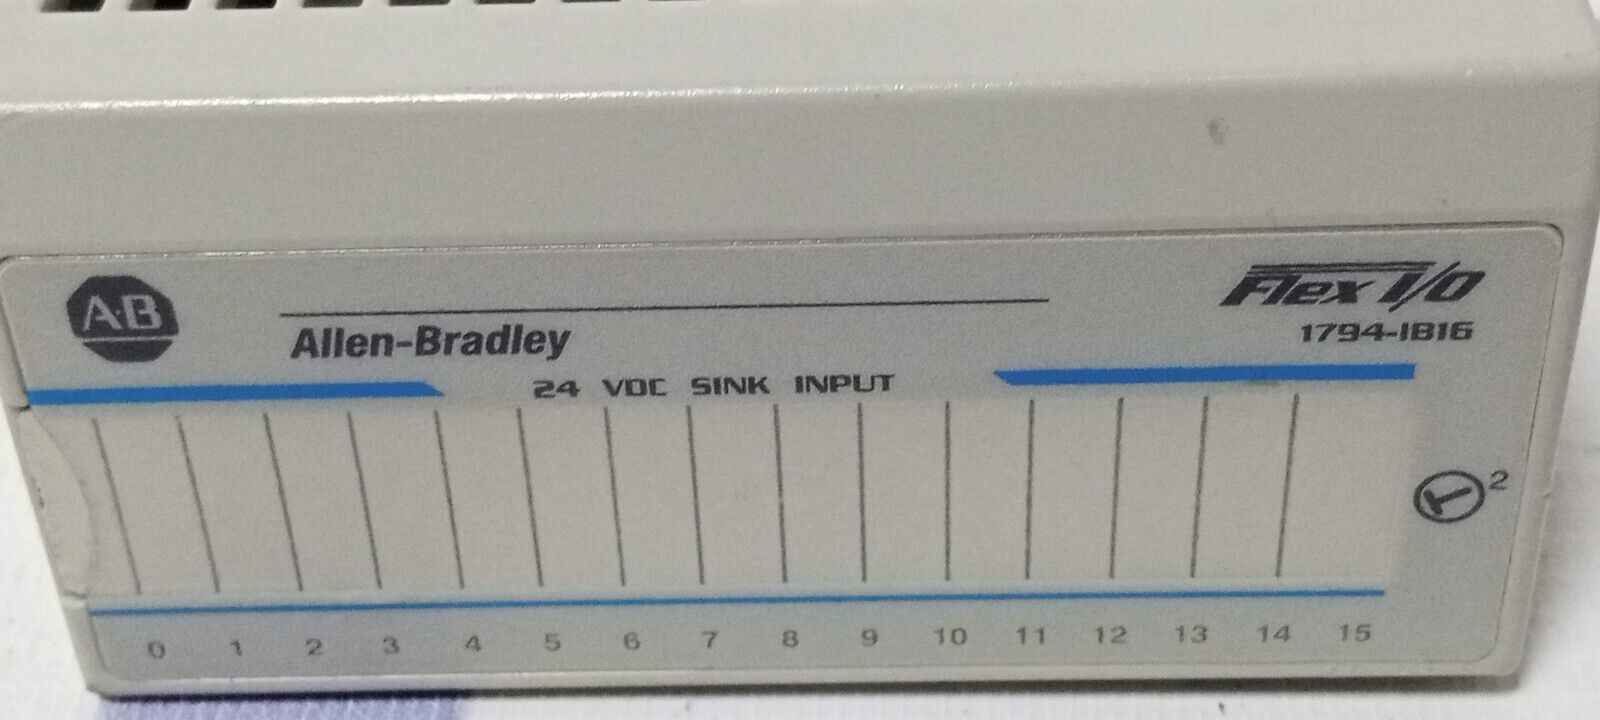 A·B
Allen-Bradley
Flex I/O
1794-IB16
24 VDC SINK INPUT
2
0 1 2 3 4 5 6 7 8 9 10 11 12 13 14 15